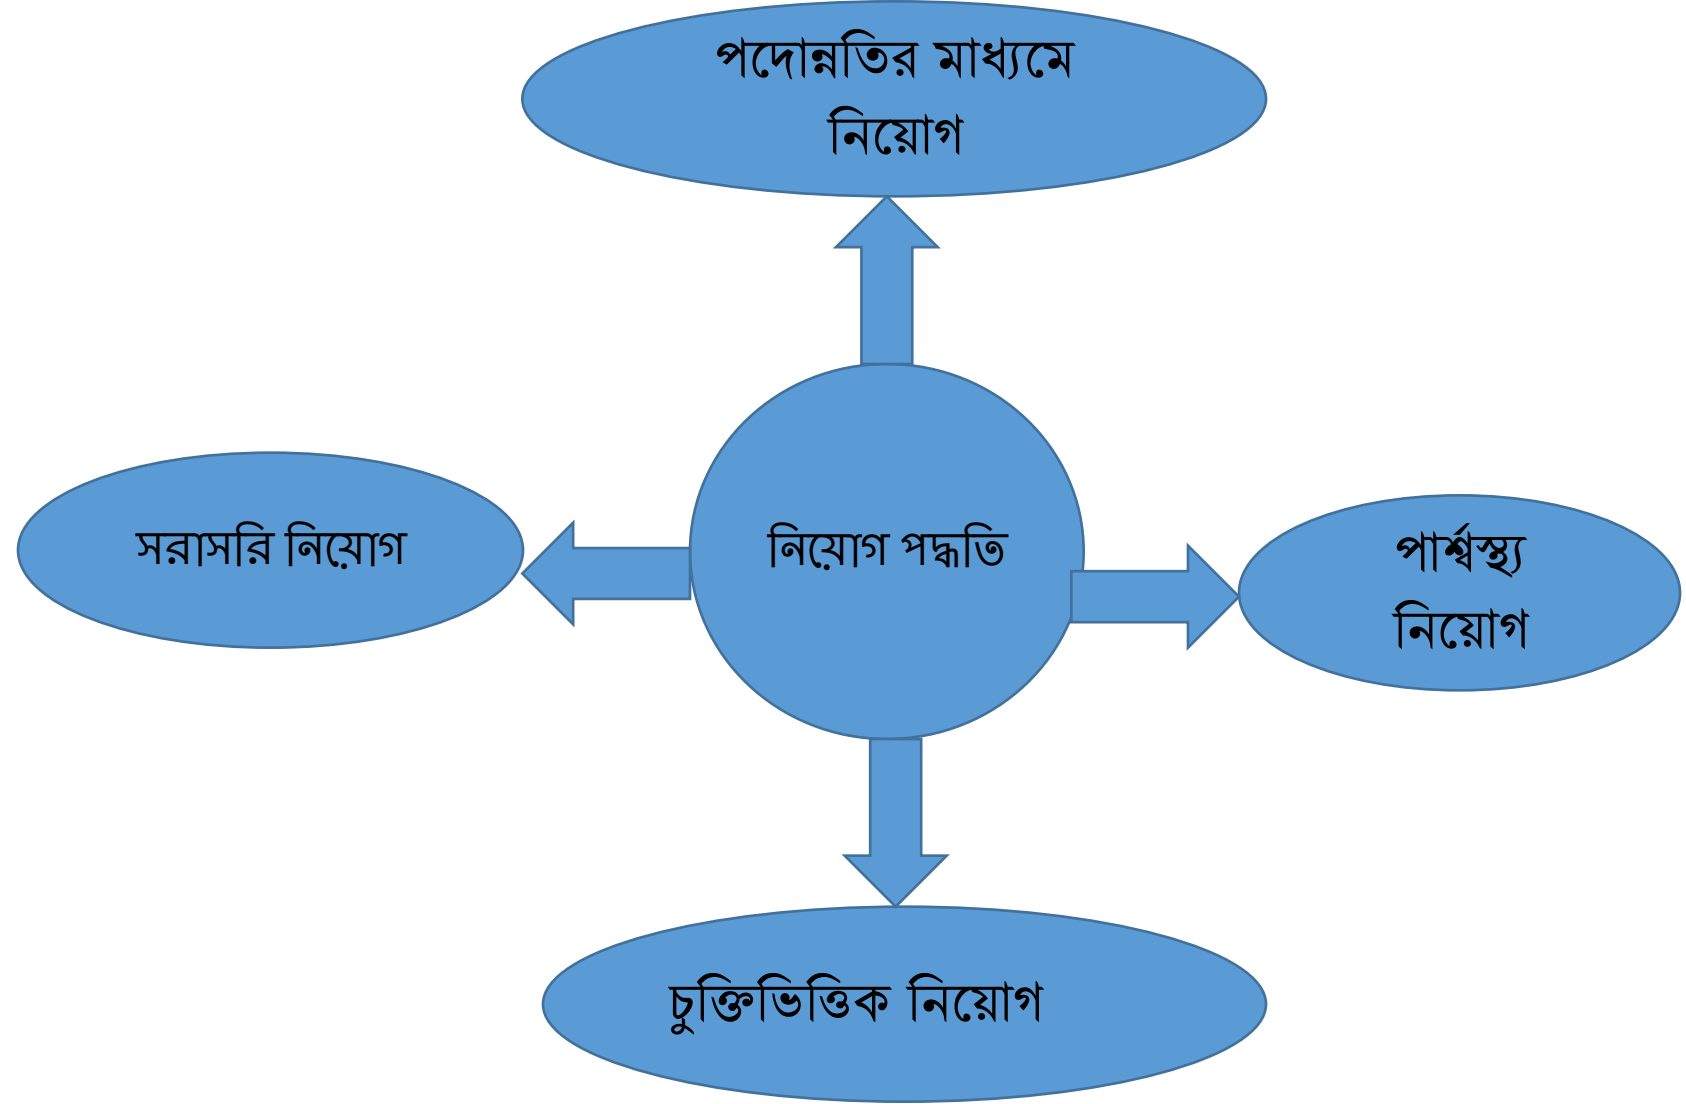 পদোন্নতির মাধ্যমে
নিয়োগ
সরাসরি নিয়োগ
নিয়োগ পদ্ধতি
পার্শ্বস্থ্য
নিয়োগ
চুক্তিভিত্তিক নিয়োগ